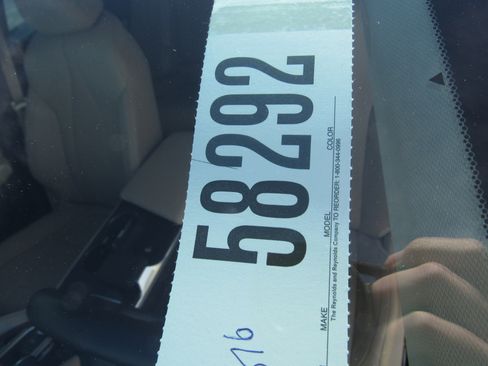 58292
MAKE MODEL COLOR
The Reynolds and Reynolds Company TO REORDER: 1-800-344-0996